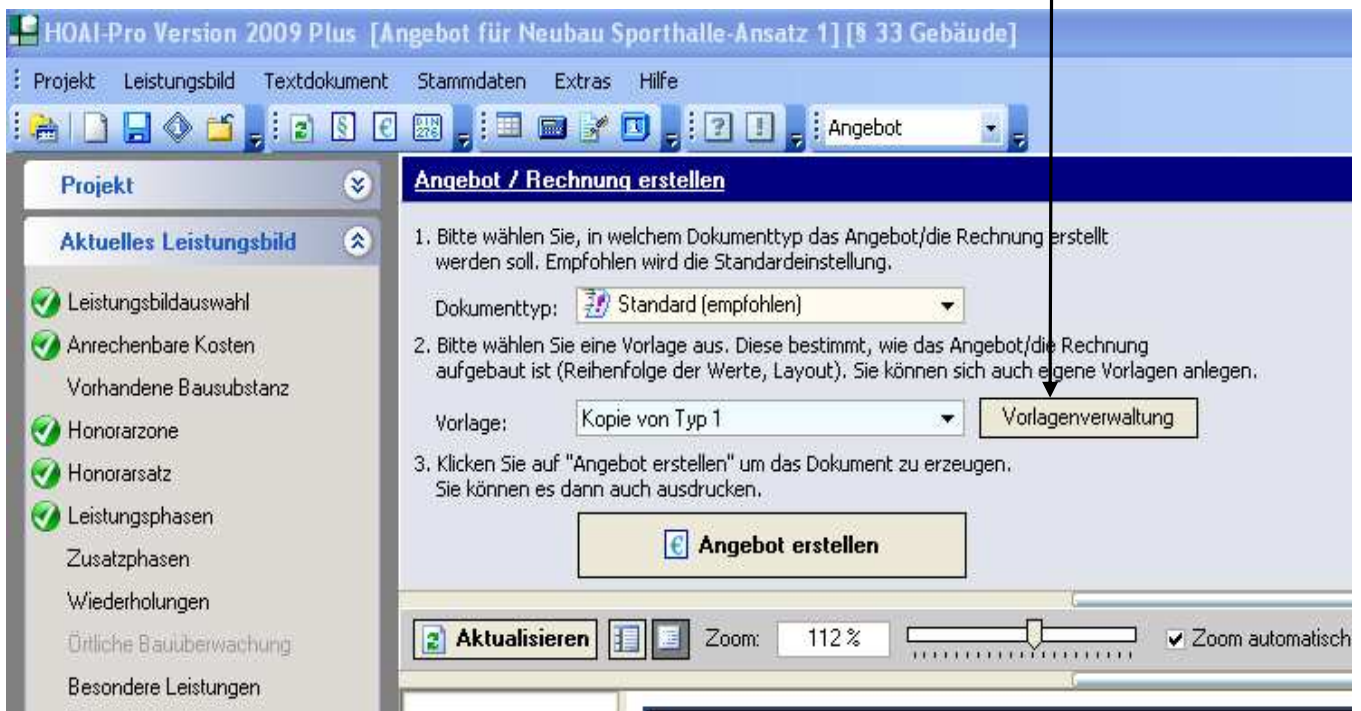 HOAI-Pro Version 2009 Plus [Angebot für Neubau Sporthalle-Ansatz 1] [§ 33 Gebäude]
Projekt Leistungsbild Textdokument Stammdaten Extras Hilfe
§ € DIN 276 ? ! Angebot
Projekt
Aktuelles Leistungsbild
Leistungsbildauswahl
Anrechenbare Kosten
Vorhandene Bausubstanz
Honorarzone
Honorarsatz
Leistungsphasen
Zusatzphasen
Wiederholungen
Örtliche Bauüberwachung
Besondere Leistungen
Angebot / Rechnung erstellen
1. Bitte wählen Sie, in welchem Dokumenttyp das Angebot/die Rechnung erstellt
werden soll. Empfohlen wird die Standardeinstellung.
Dokumenttyp: Standard (empfohlen)
2. Bitte wählen Sie eine Vorlage aus. Diese bestimmt, wie das Angebot/die Rechnung
aufgebaut ist (Reihenfolge der Werte, Layout). Sie können sich auch eigene Vorlagen anlegen.
Vorlage: Kopie von Typ 1 Vorlagenverwaltung
3. Klicken Sie auf "Angebot erstellen" um das Dokument zu erzeugen.
Sie können es dann auch ausdrucken.
€ Angebot erstellen
Aktualisieren Zoom: 112 % Zoom automatisch